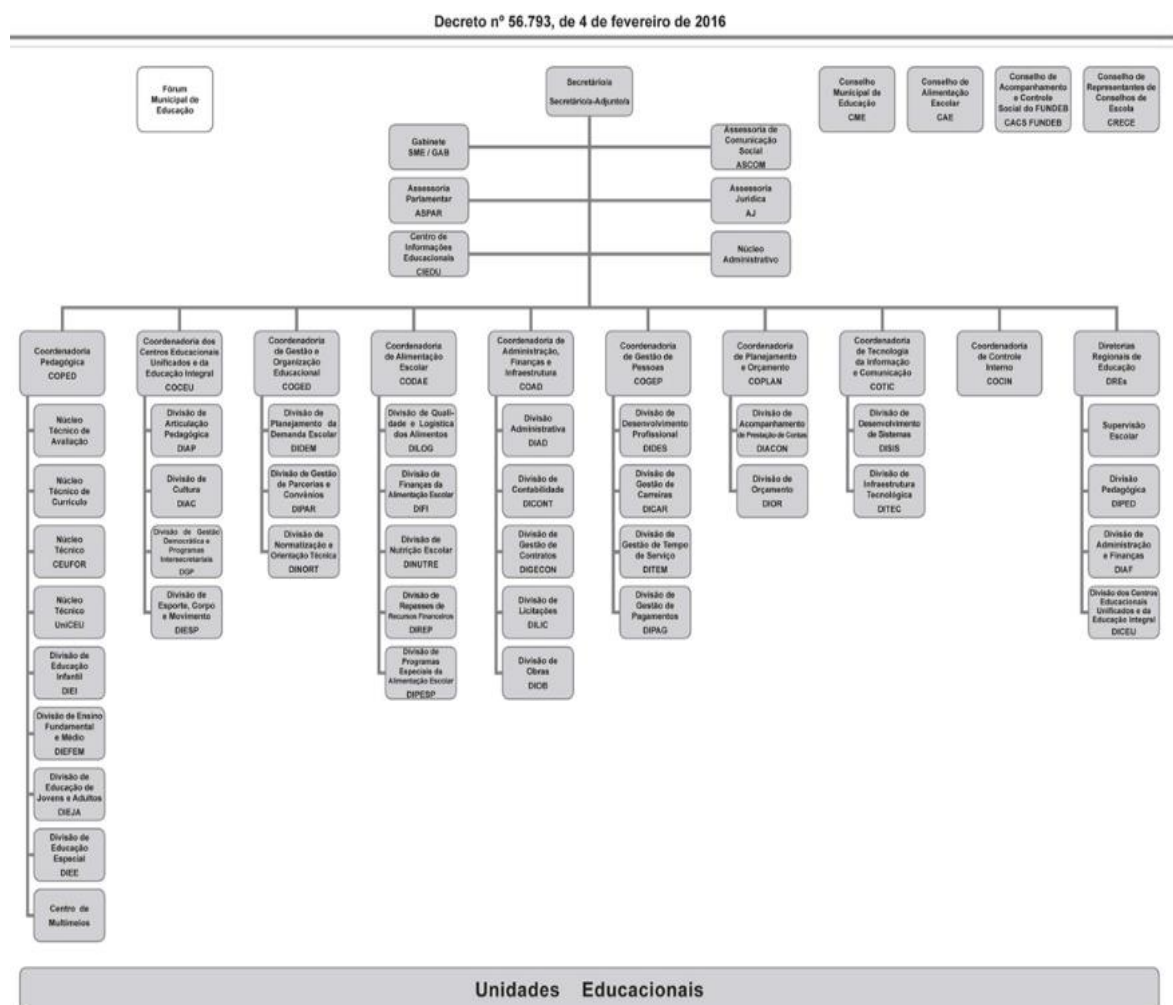 Decreto nº 56.793, de 4 de fevereiro de 2016
Fórum
Municipal de
Educação
Secretário/a
Secretário/a-Adjunto/a
Conselho
Municipal de
Educação
CME
Conselho de
Alimentação
Escolar
CAE
Conselho de
Acompanhamento
e Controle
Social do FUNDEB
CACS FUNDEB
Conselho de
Representantes de
Conselhos de
Escola
CRECE
Gabinete
SME / GAB
Assessoria de
Comunicação
Social
ASCOM
Assessoria
Parlamentar
ASPAR
Assessoria
Jurídica
AJ
Centro de
Informações
Educacionais
CIEDU
Núcleo
Administrativo
Coordenadoria
Pedagógica
COPED
Núcleo
Técnico de
Avaliação
Núcleo
Técnico de
Currículo
Núcleo
Técnico
CEUFOR
Núcleo
Técnico
UniCEU
Divisão de
Educação
Infantil
DIEI
Divisão de Ensino
Fundamental
e Médio
DIEFEM
Divisão de
Educação de
Jovens e Adultos
DIEJA
Divisão de
Educação
Especial
DIEE
Centro de
Multimeios
Coordenadoria dos
Centros Educacionais
Unificados e da
Educação Integral
COCEU
Divisão de
Articulação
Pedagógica
DIAP
Divisão de
Cultura
DIAC
Divisão de Gestão
Democrática e
Programas
Intersecretariais
DGP
Divisão de
Esporte, Corpo
e Movimento
DIESP
Coordenadoria
de Gestão e
Organização
Educacional
COGED
Divisão de
Planejamento da
Demanda Escolar
DIDEM
Divisão de Gestão
de Parcerias e
Convênios
DIPAR
Divisão de
Normatização e
Orientação Técnica
DINORT
Coordenadoria
de Alimentação
Escolar
CODAE
Divisão de Quali-
dade e Logística
dos Alimentos
DILOG
Divisão de
Finanças da
Alimentação Escolar
DIFI
Divisão de
Nutrição Escolar
DINUTRE
Divisão de
Repesses de
Recursos Financeiros
DIREP
Divisão de
Programas
Especiais da
Alimentação Escolar
DIPESP
Coordenadoria de
Administração,
Finanças e
Infraestrutura
COAD
Divisão
Administrativa
DIAD
Divisão de
Contabilidade
DICONT
Divisão de
Gestão de
Contratos
DIGECON
Divisão de
Licitações
DILIC
Divisão de
Obras
DIOB
Coordenadoria
de Gestão de
Pessoas
COGEP
Divisão de
Desenvolvimento
Profissional
DIDES
Divisão de
Gestão de
Carreiras
DICAR
Divisão de
Gestão de Tempo
de Serviço
DITEM
Divisão de
Gestão de
Pagamentos
DIPAG
Coordenadoria
de Planejamento
e Orçamento
COPLAN
Divisão de
Acompanhamento
de Prestação de Contas
DIACON
Divisão de
Orçamento
DIOR
Coordenadoria
de Tecnologia
da Informação
e Comunicação
COTIC
Divisão de
Desenvolvimento
de Sistemas
DISIS
Divisão de
Infraestrutura
Tecnológica
DITEC
Coordenadoria
de Controle
Interno
COCIN
Diretorias
Regionais de
Educação
DREs
Supervisão
Escolar
Divisão
Pedagógica
DIPED
Divisão de
Administração
e Finanças
DIAF
Divisão dos Centros
Educacionais
Unificados e da
Educação Integral
DICEU
Unidades Educacionais